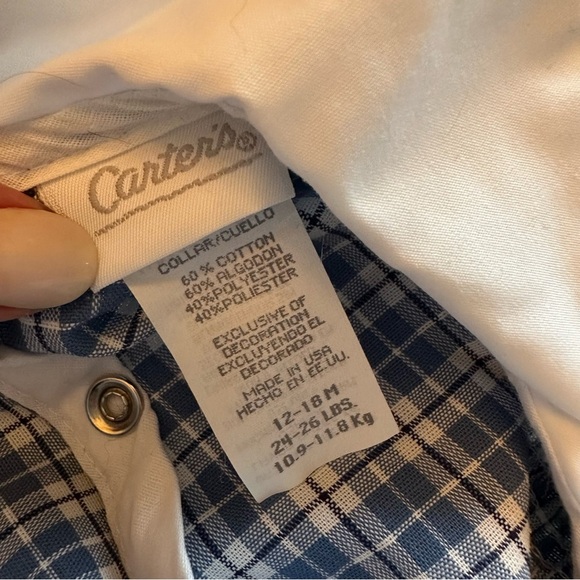 Carter's®
COLLAR/CUELLO
60% COTTON
60% ALGODON
40%POLYESTER
40%POLIESTER
EXCLUSIVE OF
DECORATION
EXCLUYENDO EL
DECORADO
MADE IN USA
HECHO EN EE.UU.
12-18 M
24-26 LBS.
10.9-11.8 Kg